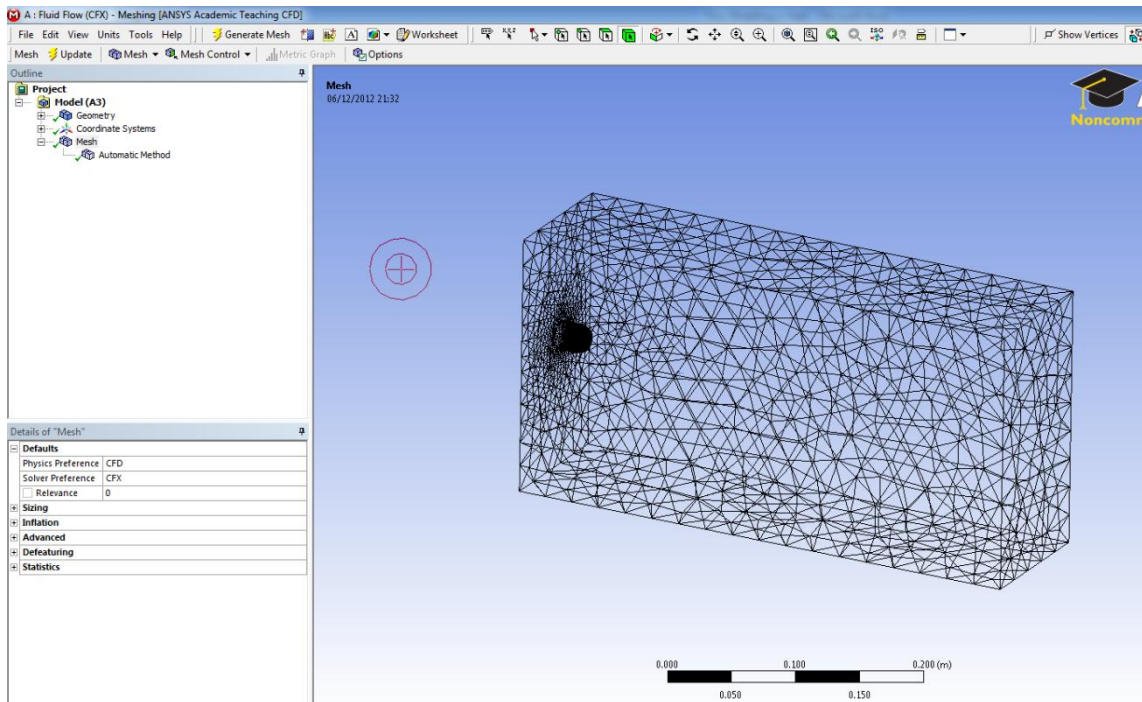 A : Fluid Flow (CFX) - Meshing [ANSYS Academic Teaching CFD]
File Edit View Units Tools Help Generate Mesh Worksheet Show Vertices
Mesh Update Mesh Mesh Control Metric Graph Options
Outline
Project
Model (A3)
Geometry
Coordinate Systems
Mesh
Automatic Method
Mesh
06/12/2012 21:32
Noncomm
Details of "Mesh"
Defaults
Physics Preference CFD
Solver Preference CFX
Relevance 0
Sizing
Inflation
Advanced
Defeaturing
Statistics
0.000 0.100 0.200 (m)
0.050 0.150